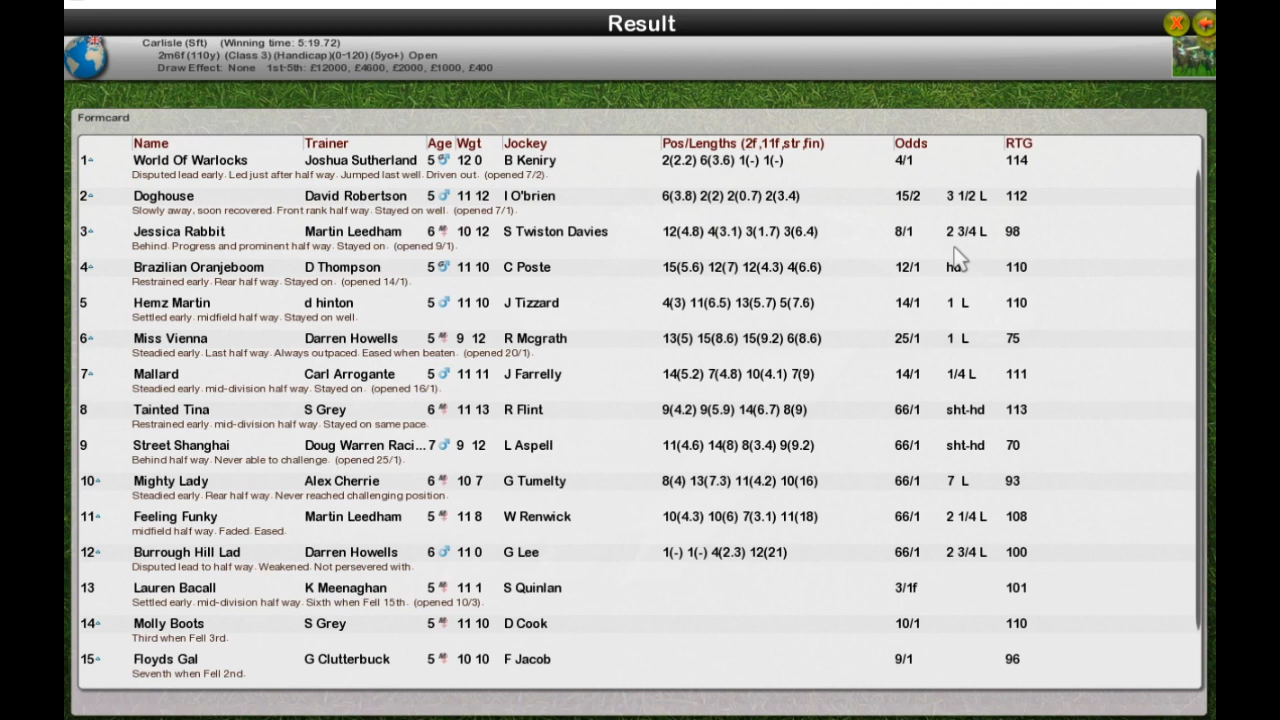 Result
Carlisle (Sft) (Winning time: 5:19.72)
2m6f (110y) (Class 3) (Handicap)(0-120) (5yo+) Open
Draw Effect: None 1st-5th: £12000, £4600, £2000, £1000, £400
Formcard
Name Trainer Age Wgt Jockey Pos/Lengths (2f,11f,str,fin) Odds RTG
1 World Of Warlocks Joshua Sutherland 5 12 0 B Keniry 2(2.2) 6(3.6) 1(-) 1(-) 4/1 114
Disputed lead early. Led just after half way. Jumped last well. Driven out. (opened 7/2).
2 Doghouse David Robertson 5 11 12 I O'brien 6(3.8) 2(2) 2(0.7) 2(3.4) 15/2 3 1/2 L 112
Slowly away, soon recovered. Front rank half way. Stayed on well. (opened 7/1).
3 Jessica Rabbit Martin Leedham 6 10 12 S Twiston Davies 12(4.8) 4(3.1) 3(1.7) 3(6.4) 8/1 2 3/4 L 98
Behind. Progress and prominent half way. Stayed on. (opened 9/1).
4 Brazilian Oranjeboom D Thompson 5 11 10 C Poste 15(5.6) 12(7) 12(4.3) 4(6.6) 12/1 hd 110
Restrained early. Rear half way. Stayed on. (opened 14/1).
5 Hemz Martin d hinton 5 11 10 J Tizzard 4(3) 11(6.5) 13(5.7) 5(7.6) 14/1 1 L 110
Settled early. midfield half way. Stayed on well.
6 Miss Vienna Darren Howells 5 9 12 R Mcgrath 13(5) 15(8.6) 15(9.2) 6(8.6) 25/1 1 L 75
Steadied early. Last half way. Always outpaced. Eased when beaten. (opened 20/1).
7 Mallard Carl Arrogante 5 11 11 J Farrelly 14(5.2) 7(4.8) 10(4.1) 7(9) 14/1 1/4 L 111
Steadied early. mid-division half way. Stayed on. (opened 16/1).
8 Tainted Tina S Grey 6 11 13 R Flint 9(4.2) 9(5.9) 14(6.7) 8(9) 66/1 sht-hd 113
Restrained early. mid-division half way. Stayed on same pace.
9 Street Shanghai Doug Warren Raci... 7 9 12 L Aspell 11(4.6) 14(8) 8(3.4) 9(9.2) 66/1 sht-hd 70
Behind half way. Never able to challenge. (opened 25/1).
10 Mighty Lady Alex Cherrie 6 10 7 G Tumelty 8(4) 13(7.3) 11(4.2) 10(16) 66/1 7 L 93
Steadied early. Rear half way. Never reached challenging position.
11 Feeling Funky Martin Leedham 5 11 8 W Renwick 10(4.3) 10(6) 7(3.1) 11(18) 66/1 2 1/4 L 108
midfield half way. Faded. Eased.
12 Burrough Hill Lad Darren Howells 6 11 0 G Lee 1(-) 1(-) 4(2.3) 12(21) 66/1 2 3/4 L 100
Disputed lead to half way. Weakened. Not persevered with.
13 Lauren Bacall K Meenaghan 5 11 1 S Quinlan 3/1f 101
Settled early. mid-division half way. Sixth when Fell 15th. (opened 10/3).
14 Molly Boots S Grey 5 11 10 D Cook 10/1 110
Third when Fell 3rd.
15 Floyds Gal G Clutterbuck 5 10 10 F Jacob 9/1 96
Seventh when Fell 2nd.